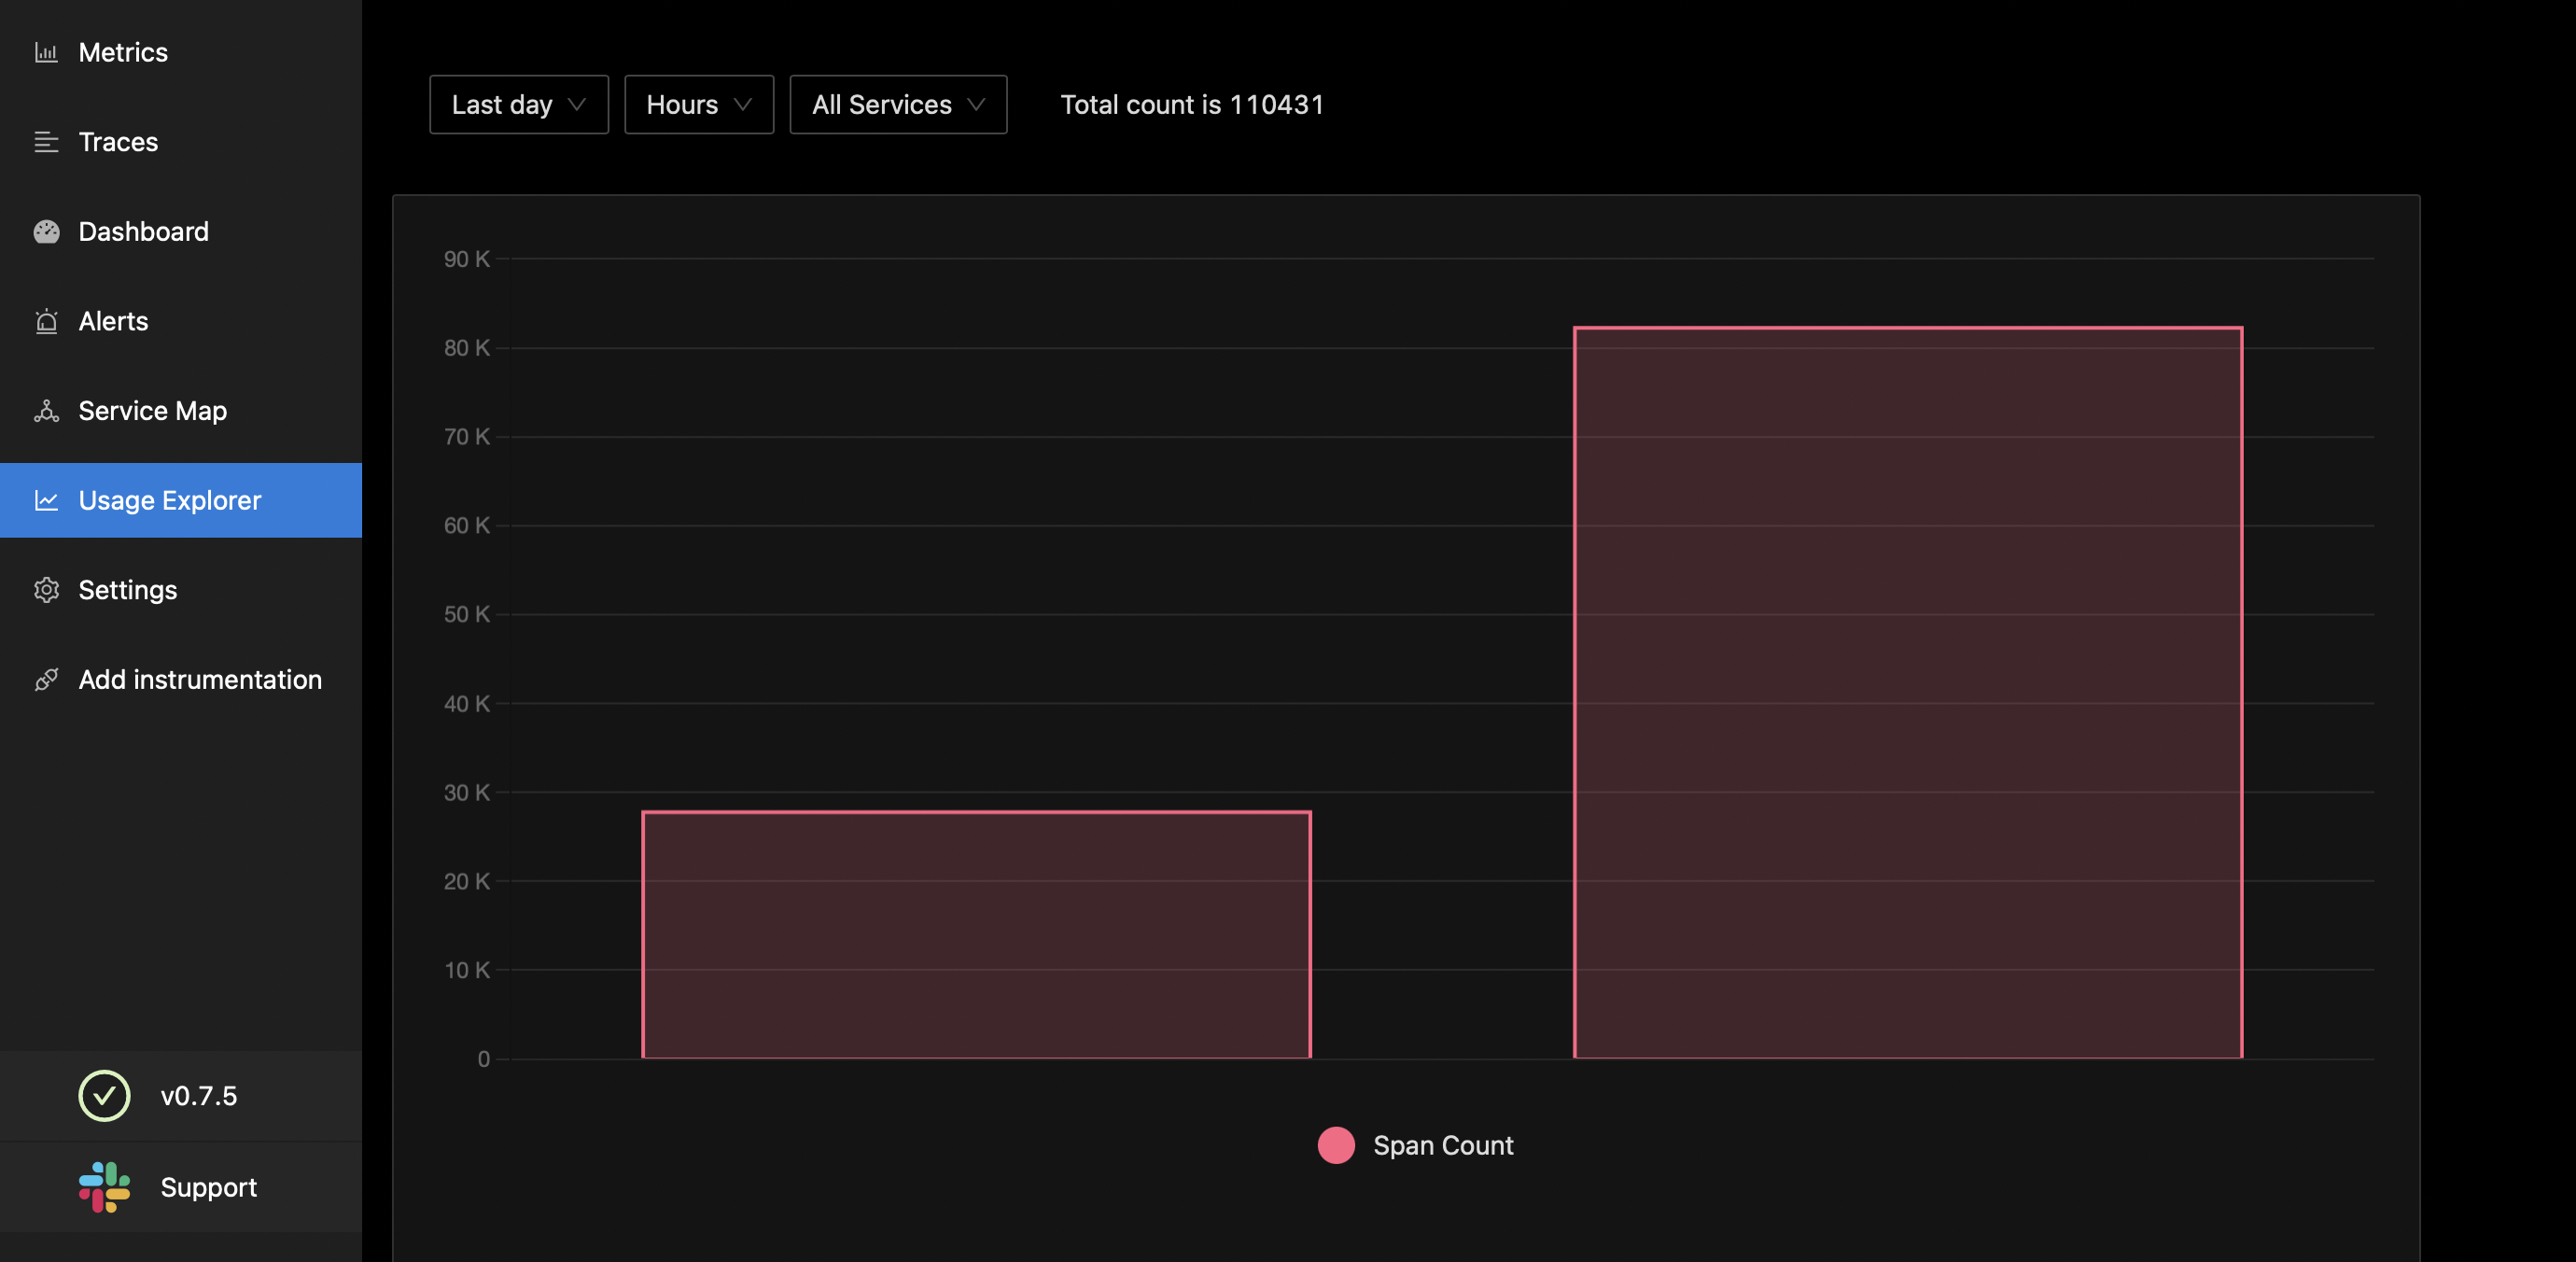 Metrics
Traces
Dashboard
Alerts
Service Map
Usage Explorer
Settings
Add instrumentation
v0.7.5
Support
Last day Hours All Services Total count is 110431
90 K
80 K
70 K
60 K
50 K
40 K
30 K
20 K
10 K
0
Span Count